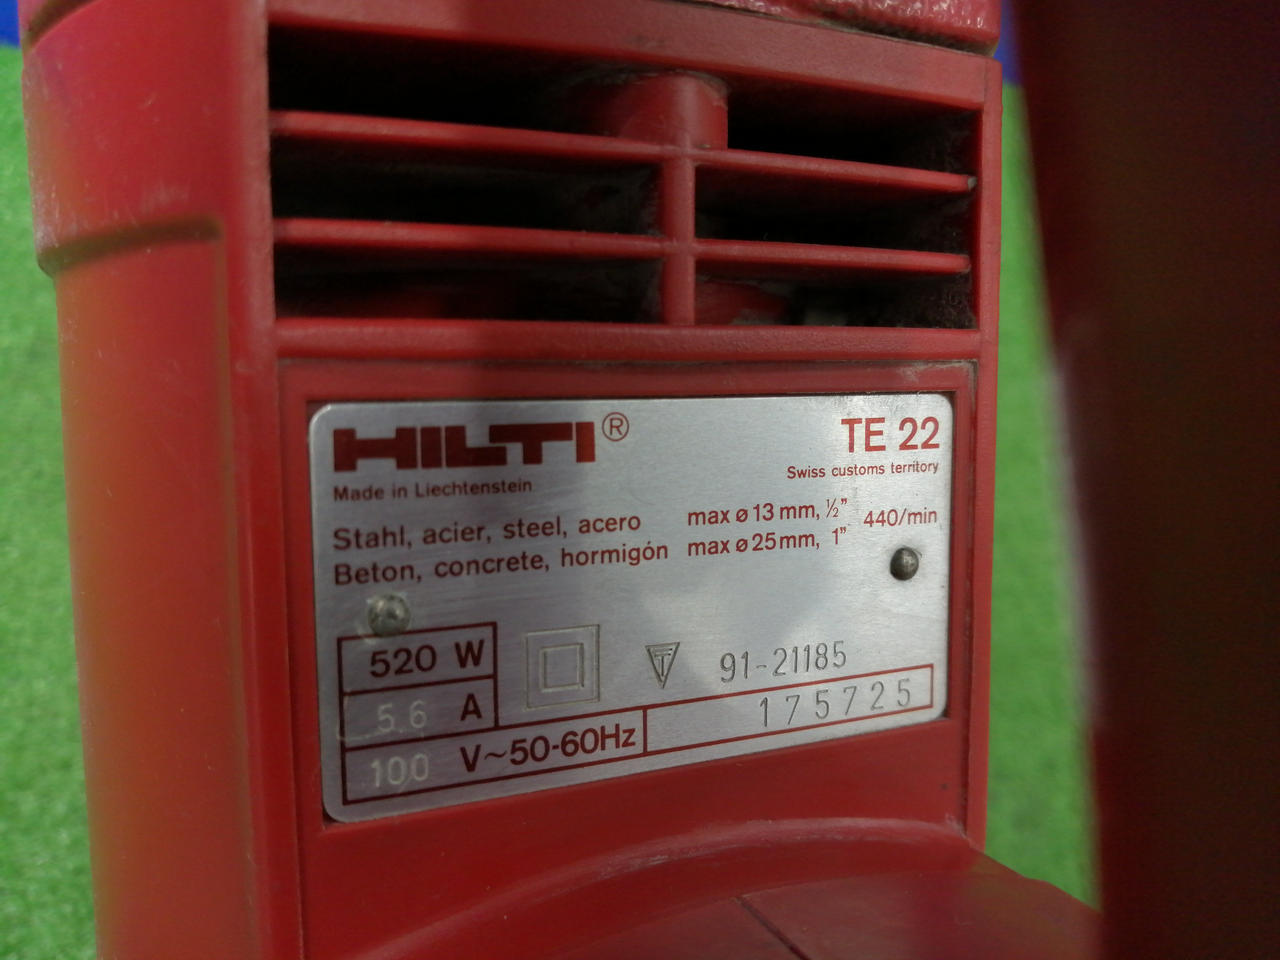 HILTI® TE 22
Made in Liechtenstein Swiss customs territory
Stahl, acier, steel, acero max ø 13 mm, ½" 440/min
Beton, concrete, hormigón max ø 25 mm, 1"
520 W
5.6 A
100 V~50-60Hz
T
91-21185
175725